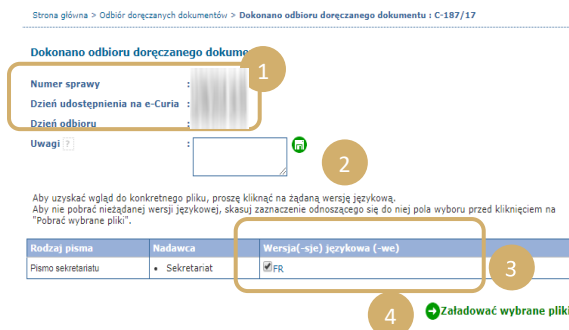 Strona główna > Odbiór doręczanych dokumentów > Dokonano odbioru doręczanego dokumentu : C-187/17
Dokonano odbioru doręczanego
1
Numer sprawy :
Dzień udostępnienia na e-Curia :
Dzień odbioru :
Uwagi ? :
2
Aby uzyskać wgląd do konkretnego pliku, proszę kliknąć na żądaną wersję językową.
Aby nie pobrać nieżądanej wersji językowej, skasuj zaznaczenie odnoszącego się do niej pola wyboru przed kliknięciem na
"Pobrać wybrane pliki".
Rodzaj pisma Nadawca Wersja(-sje) językowa (-we)
Pismo sekretariatu • Sekretariat FR
3
4
Załadować wybrane pliki